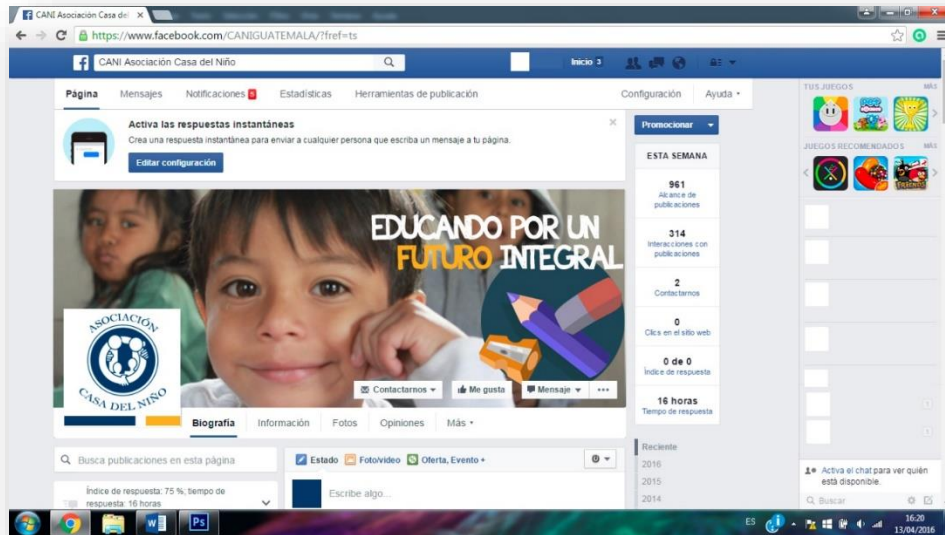 CANI Asociación Casa del
https://www.facebook.com/CANIGUATEMALA/?fref=ts
CANI Asociación Casa del Niño
Inicio 3
Página Mensajes Notificaciones Estadísticas Herramientas de publicación Configuración Ayuda
Activa las respuestas instantáneas
Crea una respuesta instantánea para enviar a cualquier persona que escriba un mensaje a tu página.
Editar configuración
Promocionar
ESTA SEMANA
961
Alcance de
publicaciones
314
Interacciones con
publicaciones
2
Contactarnos
0
Clics en el sitio web
0 de 0
Índice de respuesta
16 horas
Tiempo de respuesta
EDUCANDO POR UN
FUTURO INTEGRAL
ASOCIACIÓN
CASA DEL NIÑO
Contactarnos Me gusta Mensaje
Biografía Información Fotos Opiniones Más
Busca publicaciones en esta página
Índice de respuesta: 75 %; tiempo de
respuesta: 16 horas
Estado Foto/video Oferta, Evento +
Escribe algo...
Reciente
2016
2015
2014
TUS JUEGOS MÁS
JUEGOS RECOMENDADOS MÁS
FRIENDS
Activa el chat para ver quién
está disponible.
Buscar
W Ps
ES
16:20
13/04/2016